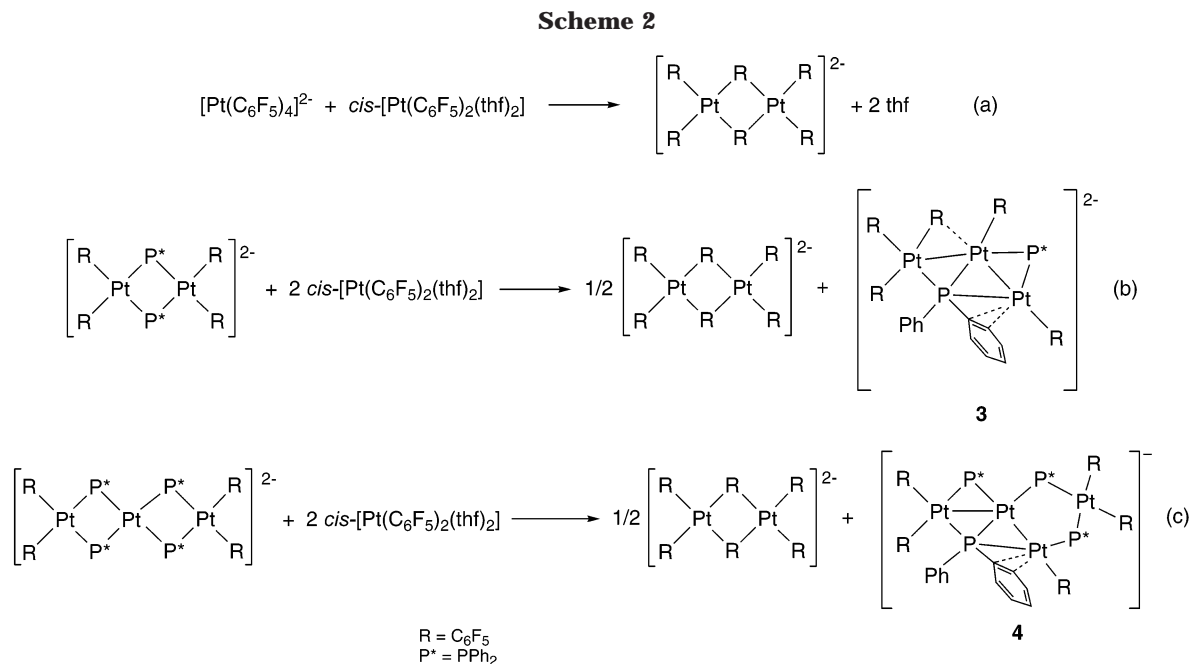 Scheme 2
[Pt(C6F5)4]2- + cis-[Pt(C6F5)2(thf)2]
R R R 2-
Pt Pt + 2 thf (a)
R R R
R P* R 2-
Pt Pt + 2 cis-[Pt(C6F5)2(thf)2]
R P* R
1/2
R R R 2-
Pt Pt +
R R R
R R R 2-
Pt Pt P*
R P Pt (b)
Ph R
3
R P* P* R 2-
Pt Pt Pt + 2 cis-[Pt(C6F5)2(thf)2]
R P* P* R
1/2
R R R 2-
Pt Pt +
R R R
R P* P* R −
Pt Pt Pt
R P Pt P* R (c)
Ph R
4
R = C6F5
P* = PPh2